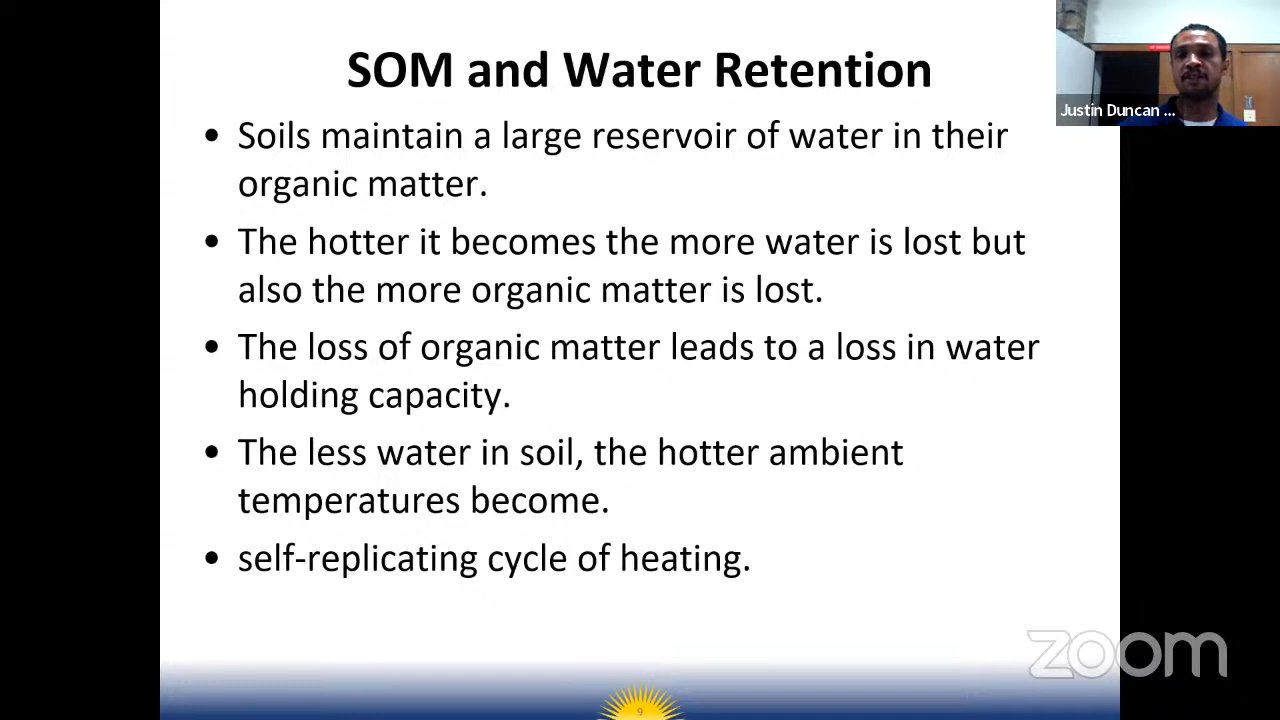 SOM and Water Retention
• Soils maintain a large reservoir of water in their
organic matter.
• The hotter it becomes the more water is lost but
also the more organic matter is lost.
• The loss of organic matter leads to a loss in water
holding capacity.
• The less water in soil, the hotter ambient
temperatures become.
• self-replicating cycle of heating.
9
Justin Duncan ...
zoom